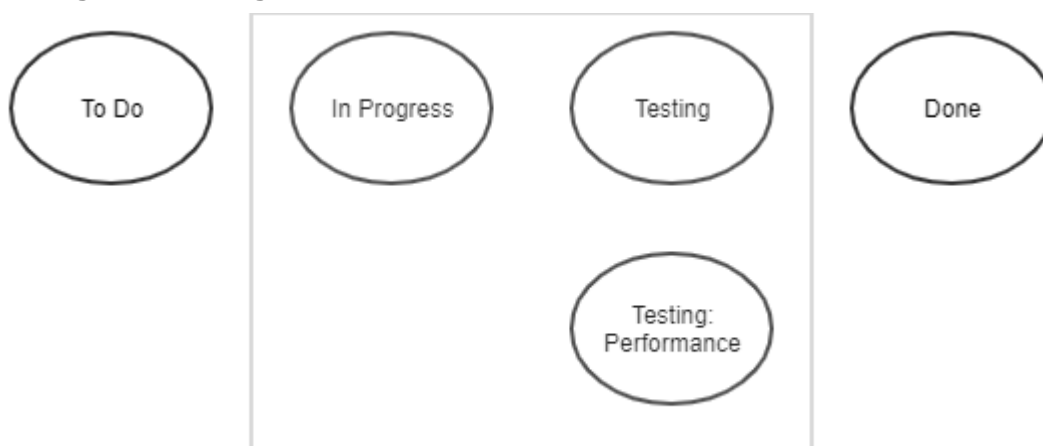 To Do
In Progress
Testing
Done
Testing:
Performance